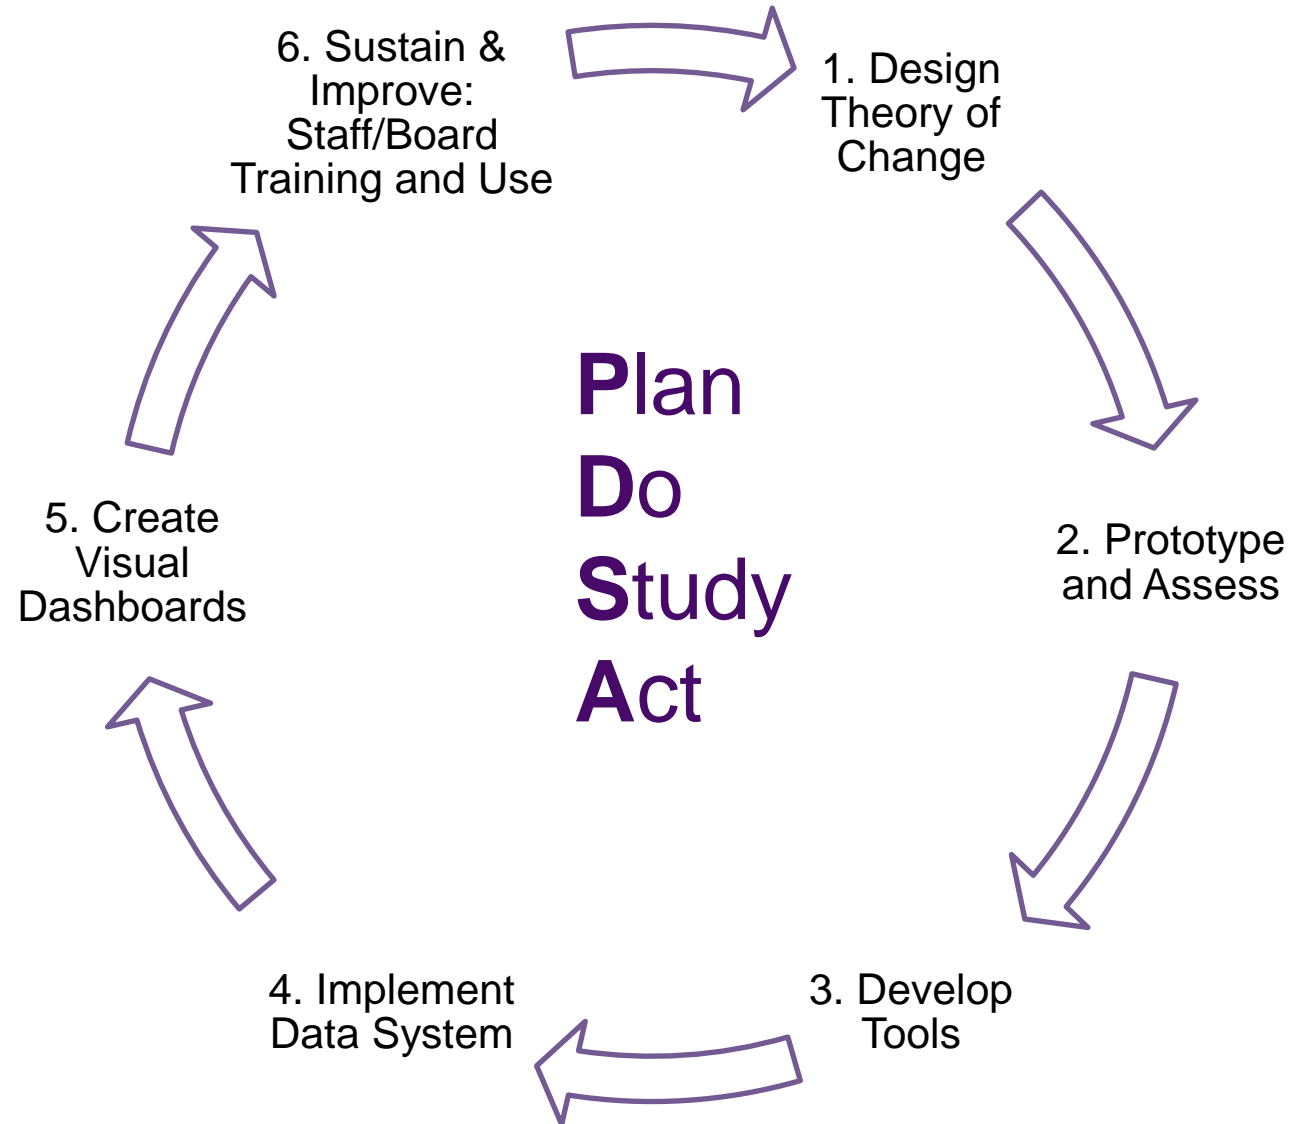 6. Sustain &
Improve:
Staff/Board
Training and Use
1. Design
Theory of
Change
Plan
Do
Study
Act
5. Create
Visual
Dashboards
2. Prototype
and Assess
4. Implement
Data System
3. Develop
Tools